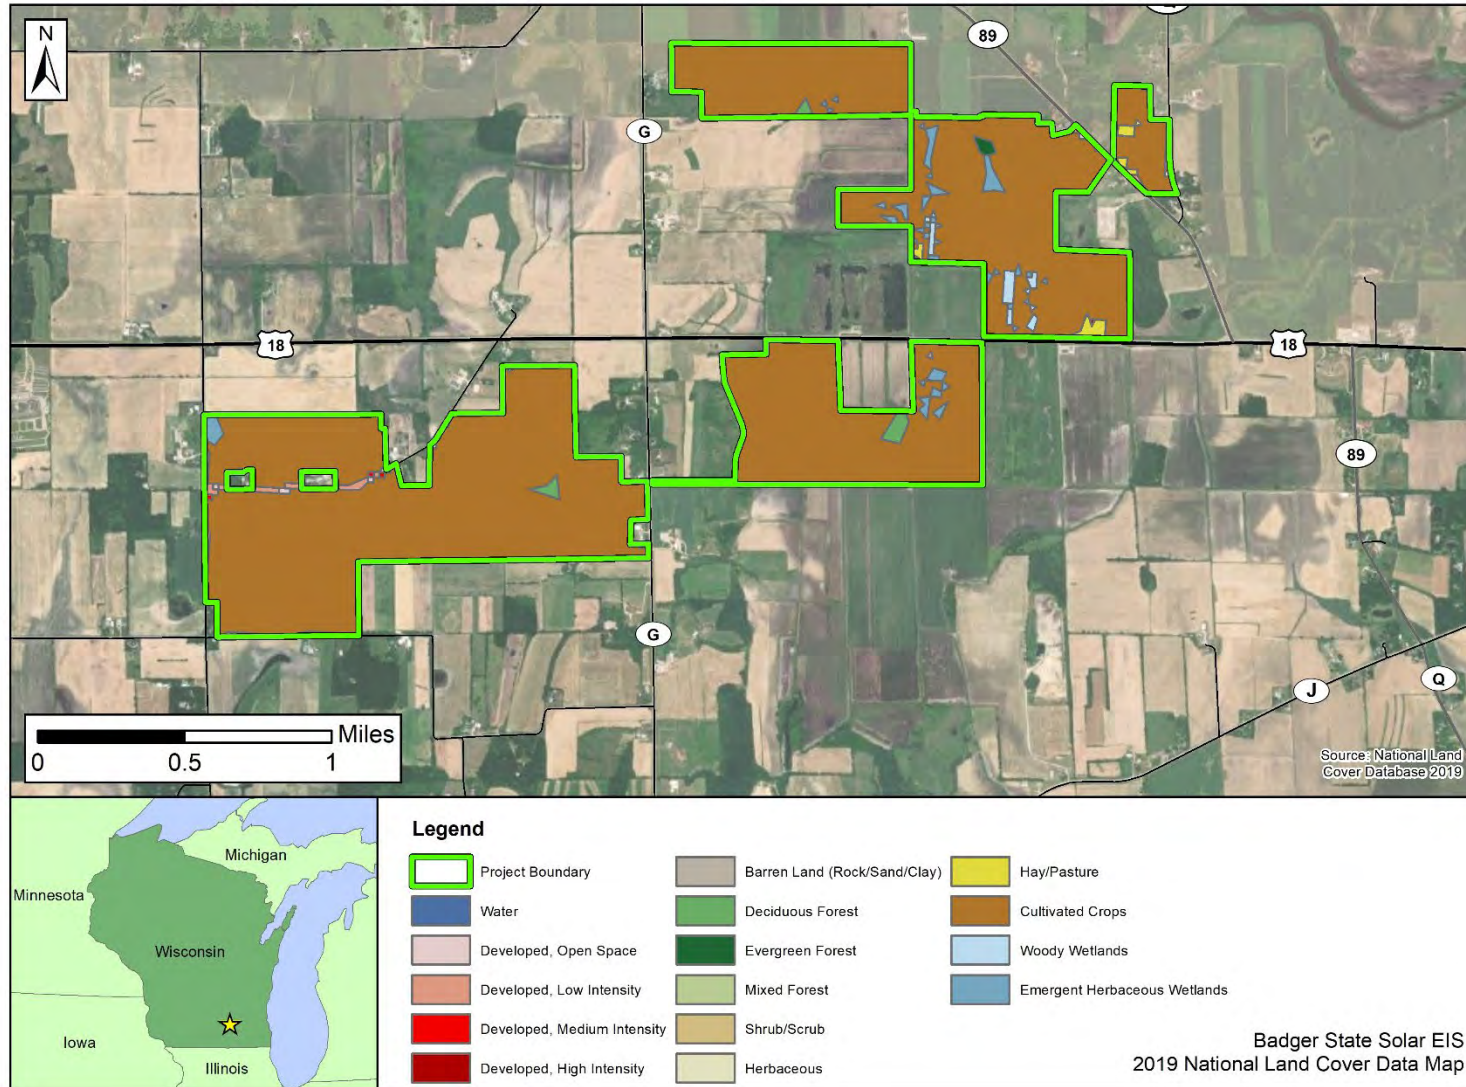 N
89
G
18
18
89
G
J
Q
Miles
0 0.5 1
Source: National Land
Cover Database 2019
Minnesota
Michigan
Wisconsin
Iowa
Illinois
Legend
Project Boundary
Water
Developed, Open Space
Developed, Low Intensity
Developed, Medium Intensity
Developed, High Intensity
Barren Land (Rock/Sand/Clay)
Deciduous Forest
Evergreen Forest
Mixed Forest
Shrub/Scrub
Herbaceous
Hay/Pasture
Cultivated Crops
Woody Wetlands
Emergent Herbaceous Wetlands
Badger State Solar EIS
2019 National Land Cover Data Map